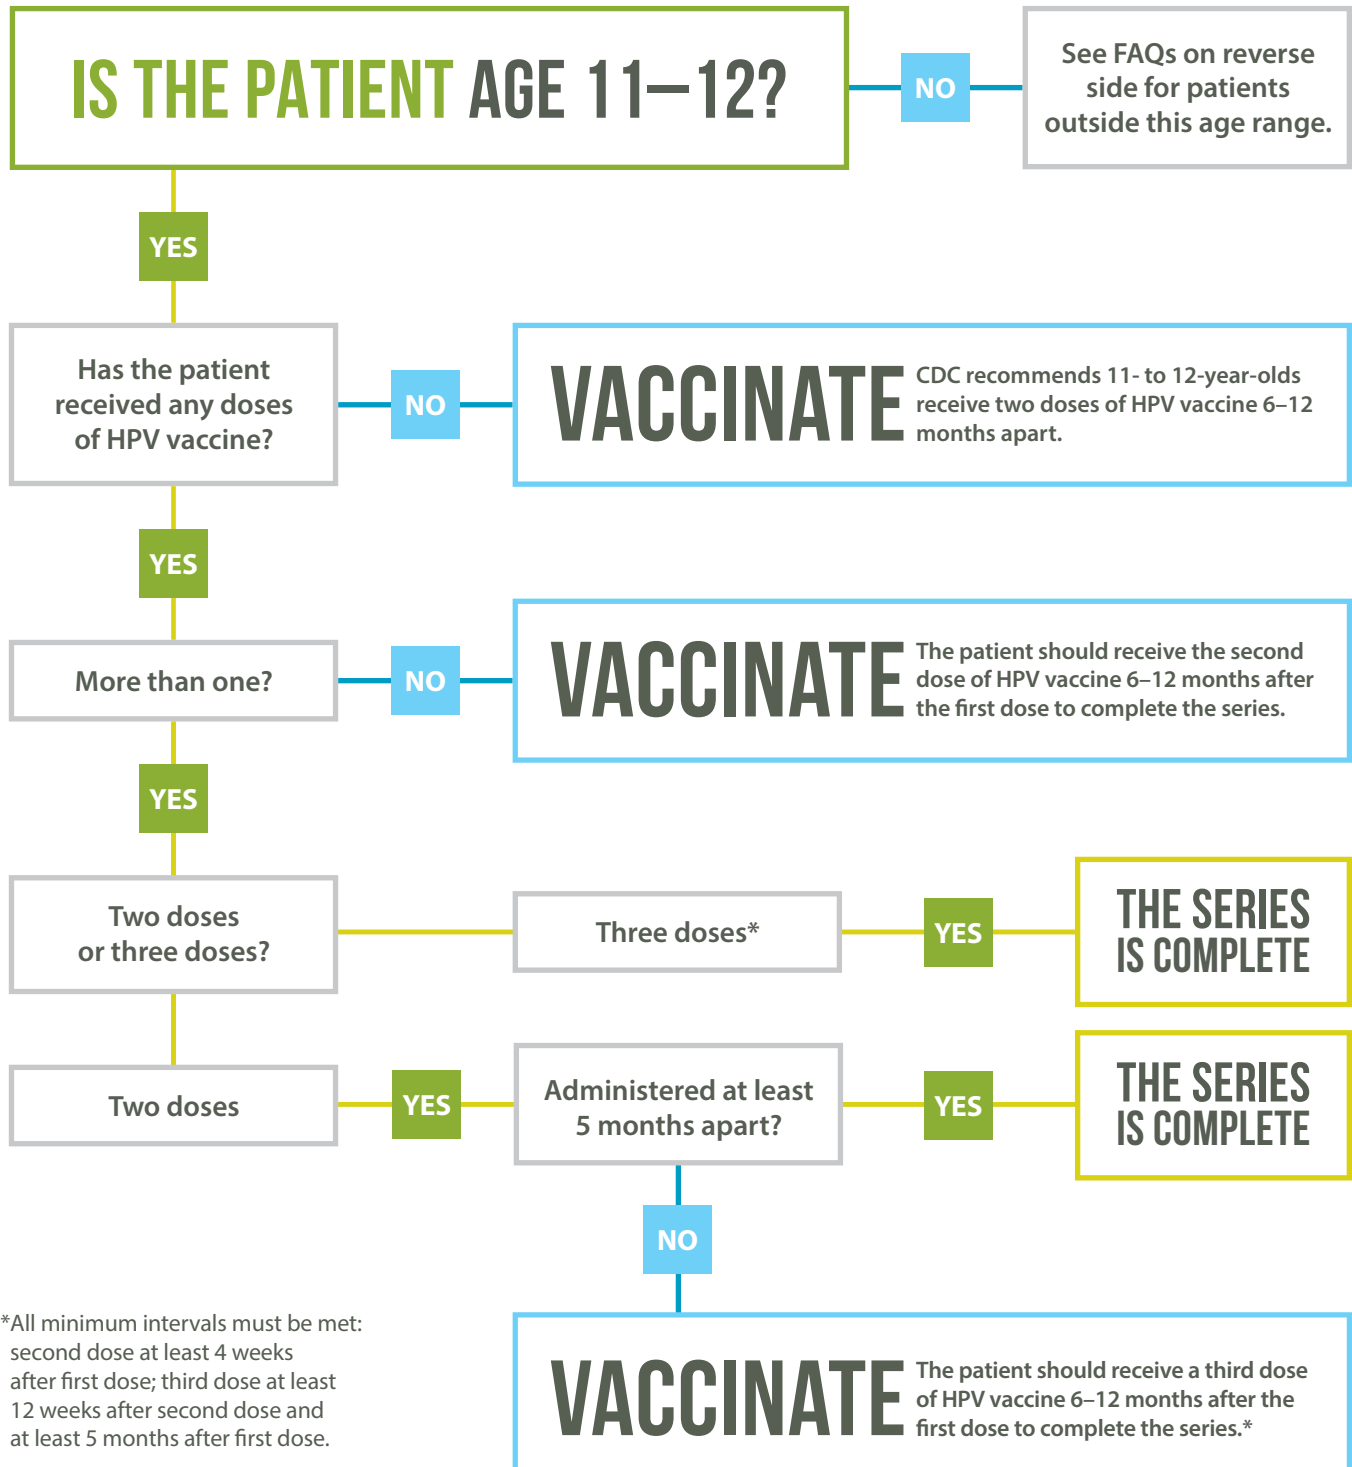 IS THE PATIENT AGE 11–12?
NO
See FAQs on reverse
side for patients
outside this age range.
YES
Has the patient
received any doses
of HPV vaccine?
NO
VACCINATE
CDC recommends 11- to 12-year-olds
receive two doses of HPV vaccine 6–12
months apart.
YES
More than one?
NO
VACCINATE
The patient should receive the second
dose of HPV vaccine 6–12 months after
the first dose to complete the series.
YES
Two doses
or three doses?
Three doses*
YES
THE SERIES
IS COMPLETE
Two doses
YES
Administered at least
5 months apart?
YES
THE SERIES
IS COMPLETE
NO
VACCINATE
The patient should receive a third dose
of HPV vaccine 6–12 months after the
first dose to complete the series.*
*All minimum intervals must be met:
second dose at least 4 weeks
after first dose; third dose at least
12 weeks after second dose and
at least 5 months after first dose.